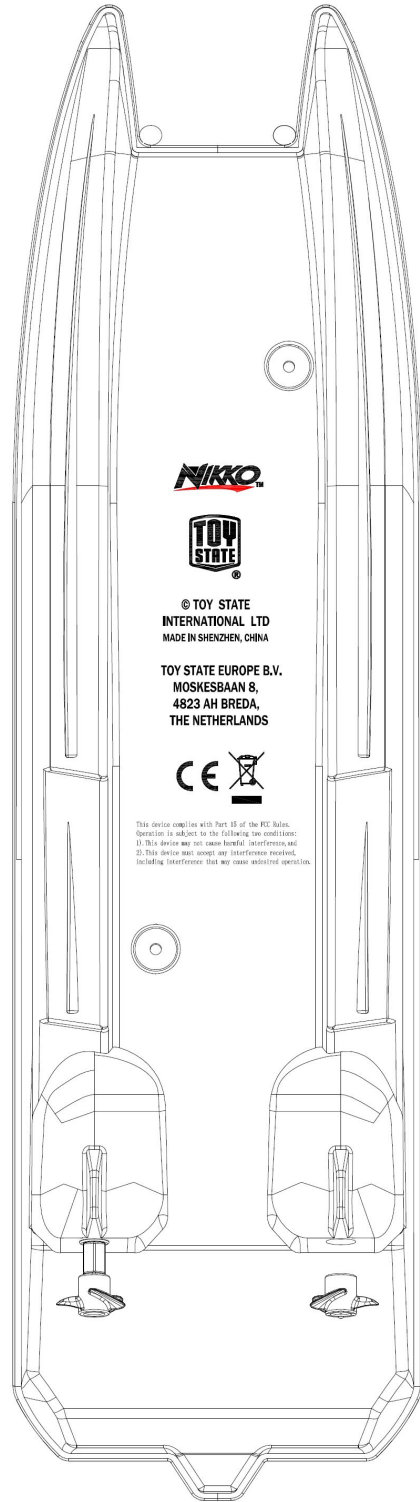 NIKKO™
TOY
STATE
®
© TOY STATE
INTERNATIONAL LTD
MADE IN SHENZHEN, CHINA
TOY STATE EUROPE B.V.
MOSKESBAAN 8,
4823 AH BREDA,
THE NETHERLANDS
CE
This device complies with Part 15 of the FCC Rules.
Operation is subject to the following two conditions:
1).This device may not cause harmful interference,and
2).This device must accept any interference received,
including interference that may cause undesired operation.